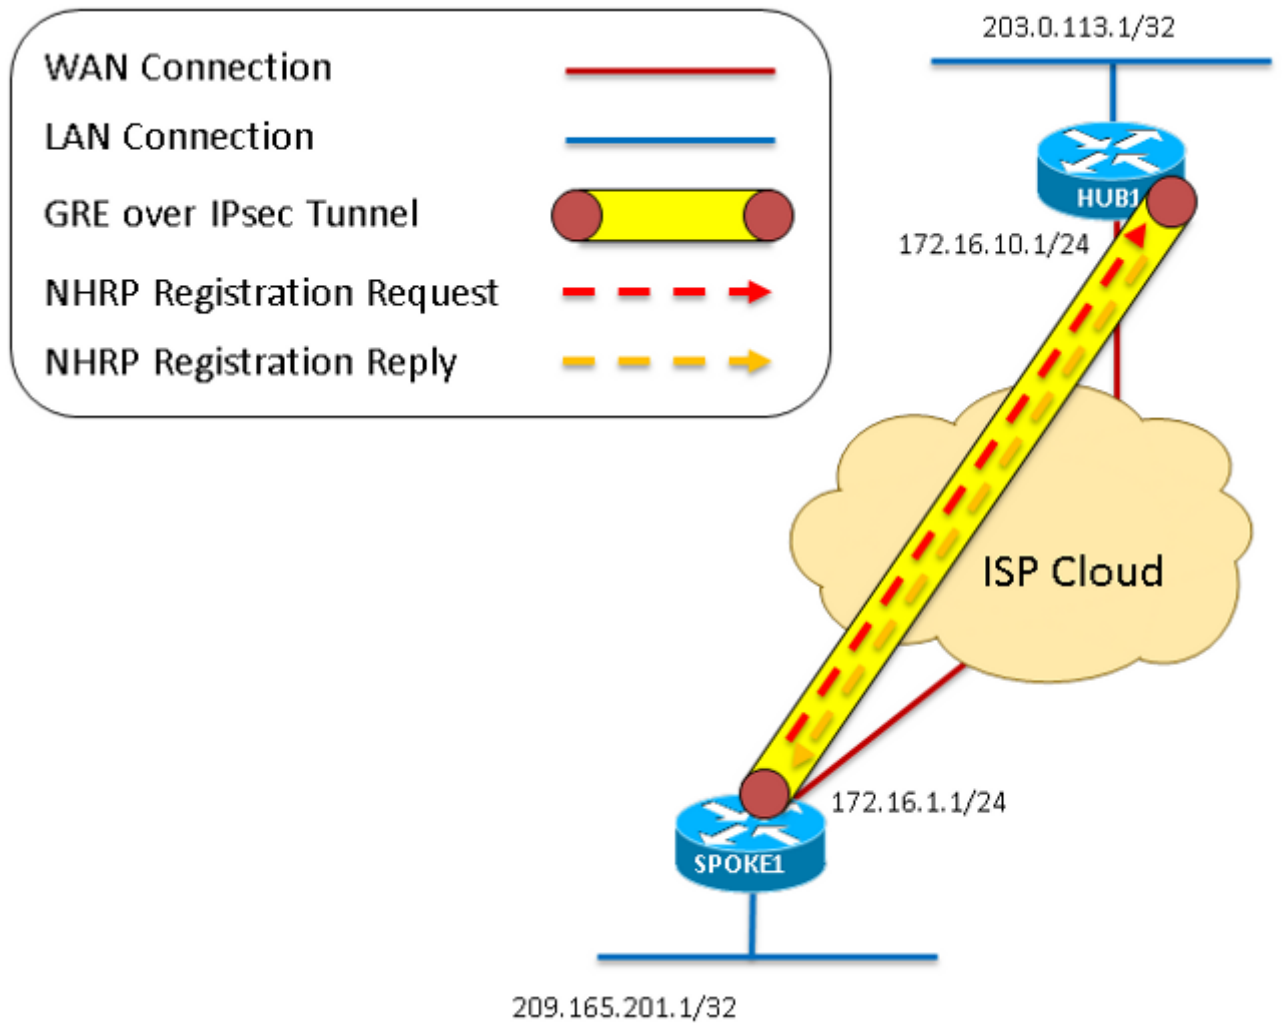 WAN Connection
LAN Connection
GRE over IPsec Tunnel
NHRP Registration Request
NHRP Registration Reply
203.0.113.1/32
HUB1
172.16.10.1/24
ISP Cloud
172.16.1.1/24
SPOKE1
209.165.201.1/32